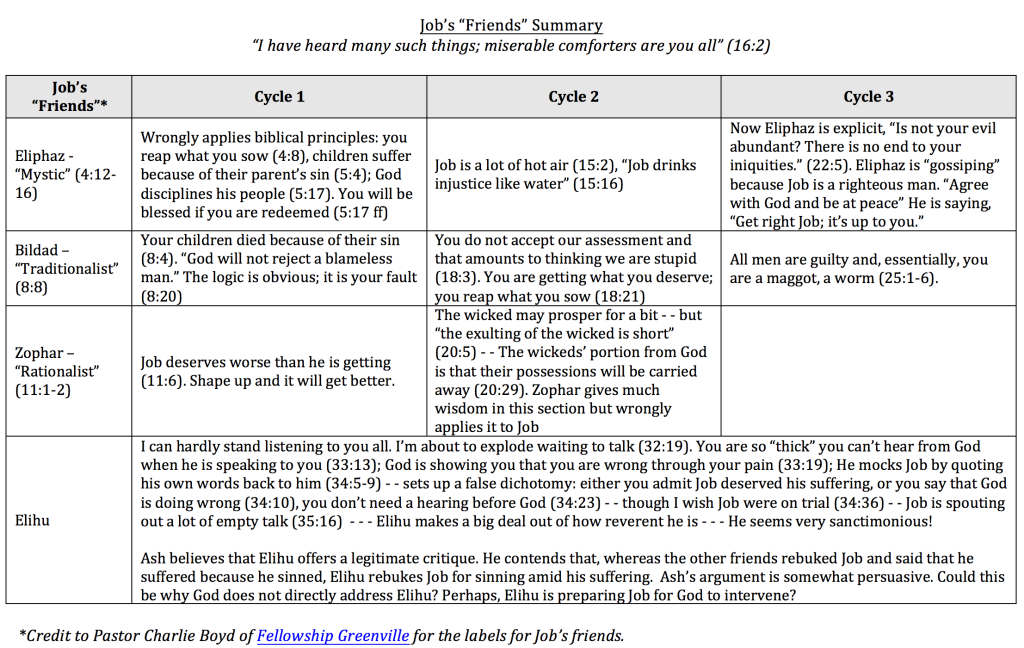 Job's “Friends” Summary
“I have heard many such things; miserable comforters are you all” (16:2)
Job's
“Friends”*
Cycle 1
Cycle 2
Cycle 3
Eliphaz -
“Mystic” (4:12-
16)
Wrongly applies biblical principles: you
reap what you sow (4:8), children suffer
because of their parent's sin (5:4); God
disciplines his people (5:17). You will be
blessed if you are redeemed (5:17 ff)
Job is a lot of hot air (15:2), “Job drinks
injustice like water” (15:16)
Now Eliphaz is explicit, “Is not your evil
abundant? There is no end to your
iniquities.” (22:5). Eliphaz is “gossiping”
because Job is a righteous man. “Agree
with God and be at peace” He is saying,
“Get right Job; it's up to you.”
Bildad –
“Traditionalist”
(8:8)
Your children died because of their sin
(8:4). “God will not reject a blameless
man.” The logic is obvious; it is your fault
(8:20)
You do not accept our assessment and
that amounts to thinking we are stupid
(18:3). You are getting what you deserve;
you reap what you sow (18:21)
All men are guilty and, essentially, you
are a maggot, a worm (25:1-6).
Zophar –
“Rationalist”
(11:1-2)
Job deserves worse than he is getting
(11:6). Shape up and it will get better.
The wicked may prosper for a bit - - but
“the exulting of the wicked is short”
(20:5) - - The wickeds' portion from God
is that their possessions will be carried
away (20:29). Zophar gives much
wisdom in this section but wrongly
applies it to Job
Elihu
I can hardly stand listening to you all. I'm about to explode waiting to talk (32:19). You are so “thick” you can't hear from God
when he is speaking to you (33:13); God is showing you that you are wrong through your pain (33:19); He mocks Job by quoting
his own words back to him (34:5-9) - - sets up a false dichotomy: either you admit Job deserved his suffering, or you say that God
is doing wrong (34:10), you don't need a hearing before God (34:23) - - though I wish Job were on trial (34:36) - - Job is spouting
out a lot of empty talk (35:16) - - - Elihu makes a big deal out of how reverent he is - - - He seems very sanctimonious!
Ash believes that Elihu offers a legitimate critique. He contends that, whereas the other friends rebuked Job and said that he
suffered because he sinned, Elihu rebukes Job for sinning amid his suffering. Ash's argument is somewhat persuasive. Could this
be why God does not directly address Elihu? Perhaps, Elihu is preparing Job for God to intervene?
*Credit to Pastor Charlie Boyd of Fellowship Greenville for the labels for Job's friends.